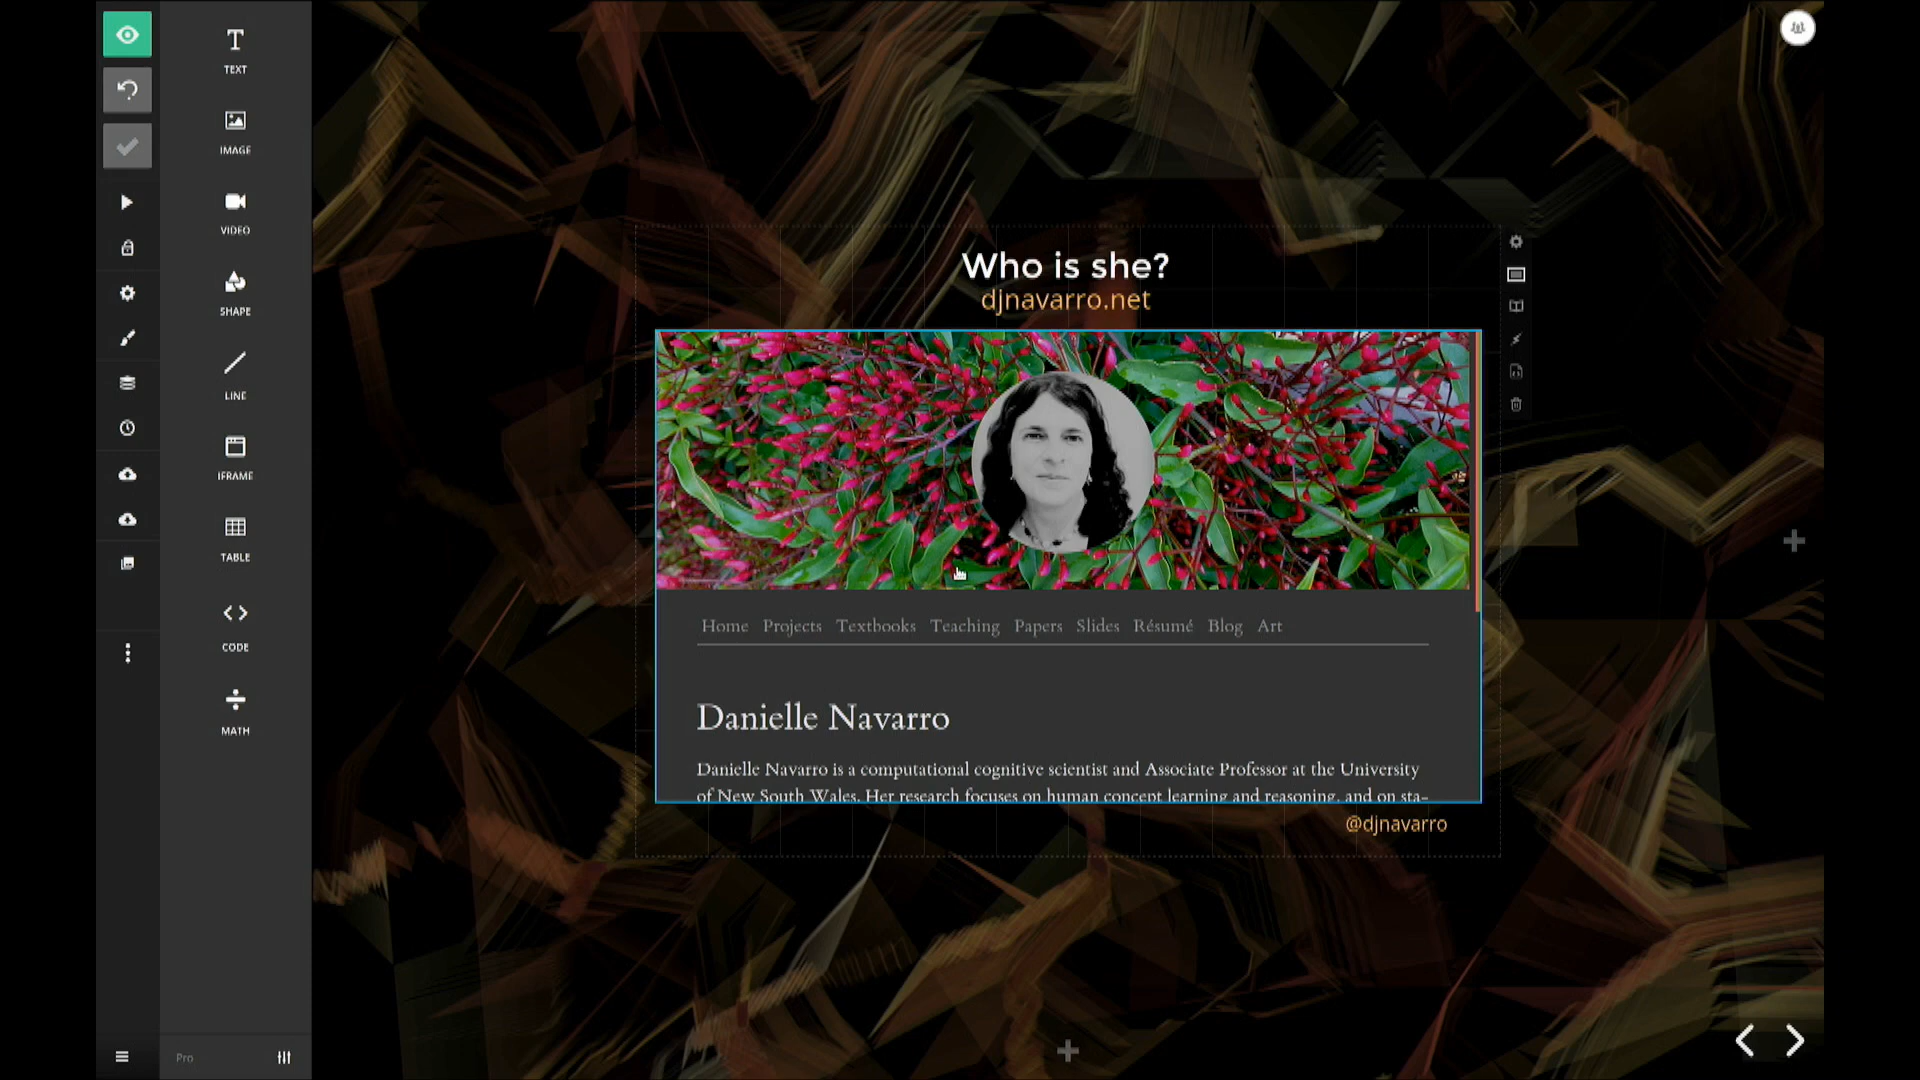 TEXT
IMAGE
VIDEO
SHAPE
LINE
IFRAME
TABLE
CODE
MATH
Pro
Who is she?
djnavarro.net
Home Projects Textbooks Teaching Papers Slides Résumé Blog Art
Danielle Navarro
Danielle Navarro is a computational cognitive scientist and Associate Professor at the University
of New South Wales. Her research focuses on human concept learning and reasoning, and on sta-
@djnavarro